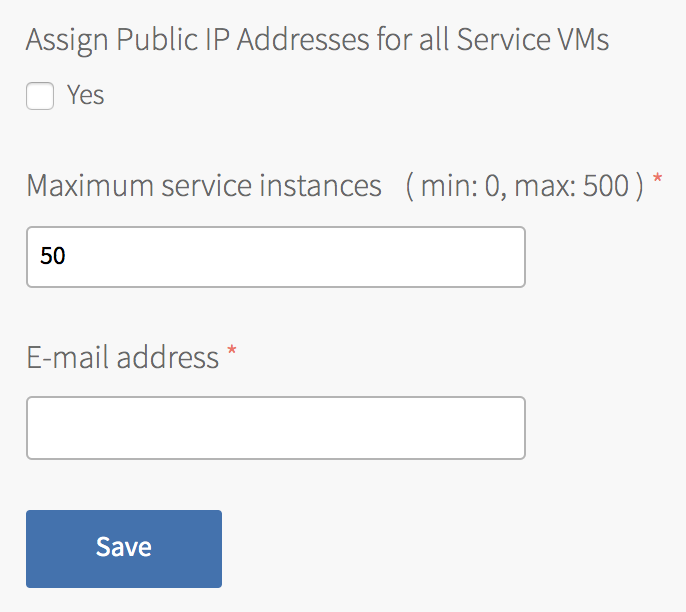 Assign Public IP Addresses for all Service VMs
Yes
Maximum service instances ( min: 0, max: 500 ) *
50
E-mail address *
Save